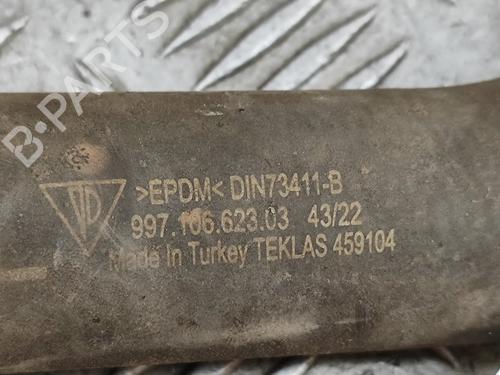 B-PARTS
>EPDM< DIN73411-B
997.106.623.03 43/22
Made In Turkey TEKLAS 459104